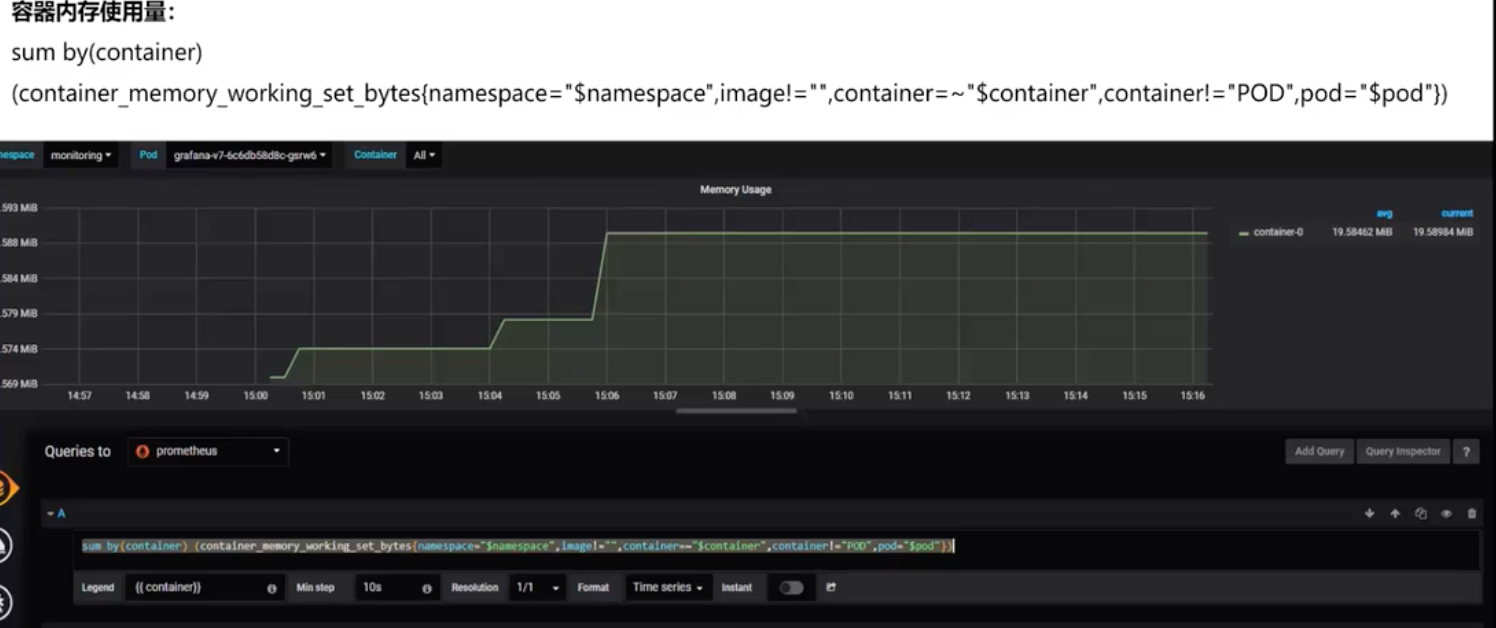 容器内存使用量：
sum by(container)
(container_memory_working_set_bytes{namespace="$namespace",image!="",container=~"$container",container!="POD",pod="$pod"})
mespace monitoring Pod grafana-v7-6c6db58d8c-gsrw6 Container All
Memory Usage
.593 MiB
avg current
container-0 19.58462 MiB 19.58984 MiB
.588 MiB
.584 MiB
.579 MiB
.574 MiB
.569 MiB
14:57 14:58 14:59 15:00 15:01 15:02 15:03 15:04 15:05 15:06 15:07 15:08 15:09 15:10 15:11 15:12 15:13 15:14 15:15 15:16
Queries to prometheus Add Query Query Inspector ?
A
sum by(container) (container_memory_working_set_bytes{namespace="$namespace",image!="",container=~"$container",container!="POD",pod="$pod"})
Legend {{ container}} Min step 10s Resolution 1/1 Format Time series Instant